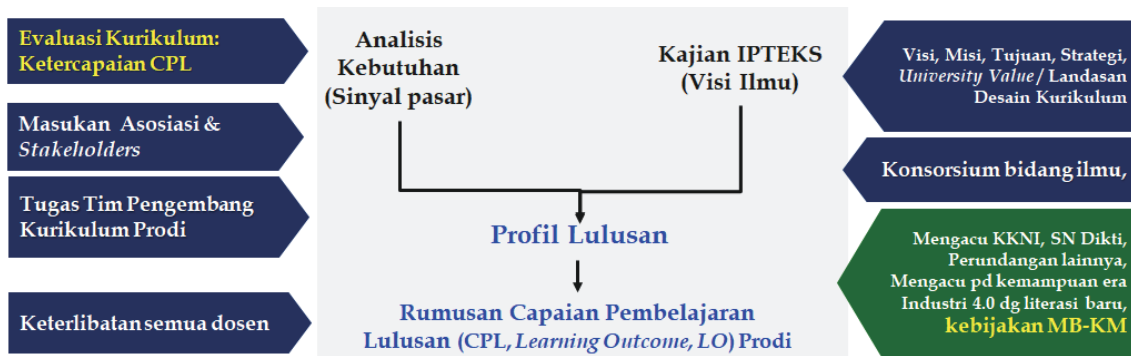 Evaluasi Kurikulum:
Ketercapaian CPL
Masukan Asosiasi &
Stakeholders
Tugas Tim Pengembang
Kurikulum Prodi
Keterlibatan semua dosen
Analisis
Kebutuhan
(Sinyal pasar)
Kajian IPTEKS
(Visi Ilmu)
Profil Lulusan
Rumusan Capaian Pembelajaran
Lulusan (CPL, Learning Outcome, LO) Prodi
Visi, Misi, Tujuan, Strategi,
University Value / Landasan
Desain Kurikulum
Konsorsium bidang ilmu,
Mengacu KKNI, SN Dikti,
Perundangan lainnya,
Mengacu pd kemampuan era
Industri 4.0 dg literasi baru,
kebijakan MB-KM